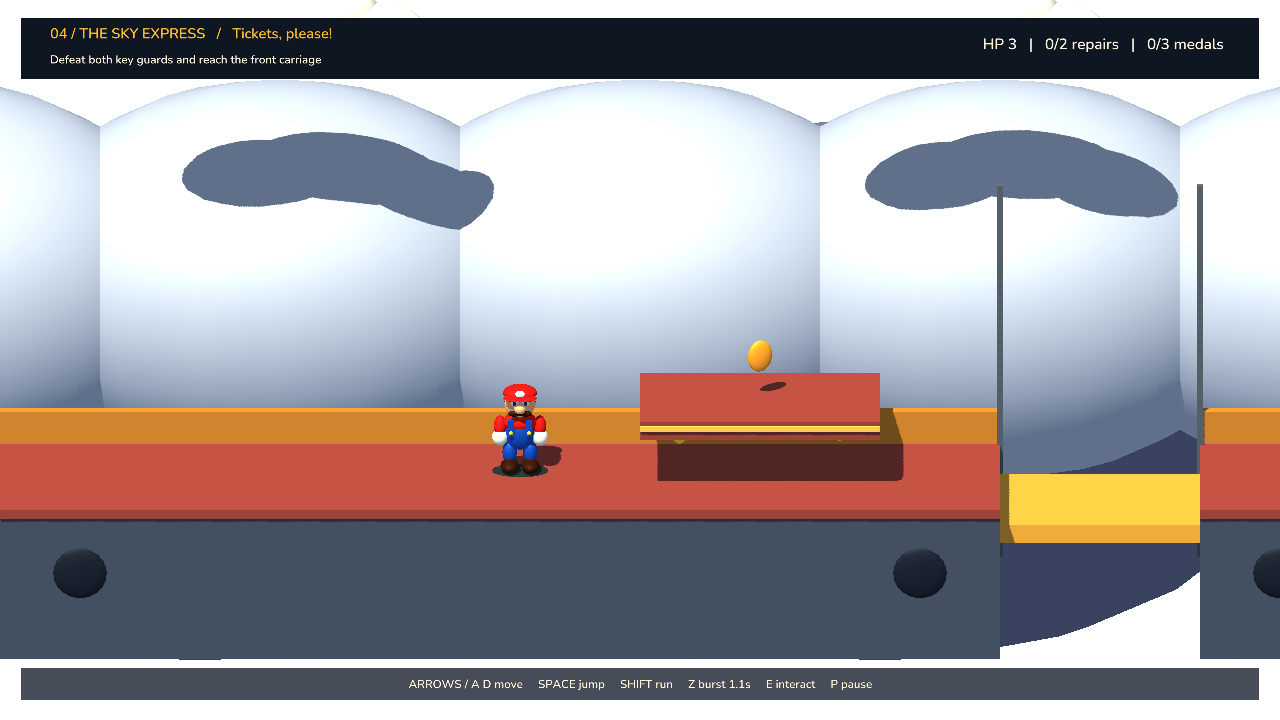 04 / THE SKY EXPRESS / Tickets, please!
Defeat both key guards and reach the front carriage
HP 3 | 0/2 repairs | 0/3 medals
ARROWS / A D move SPACE jump SHIFT run Z burst 1.1s E interact P pause